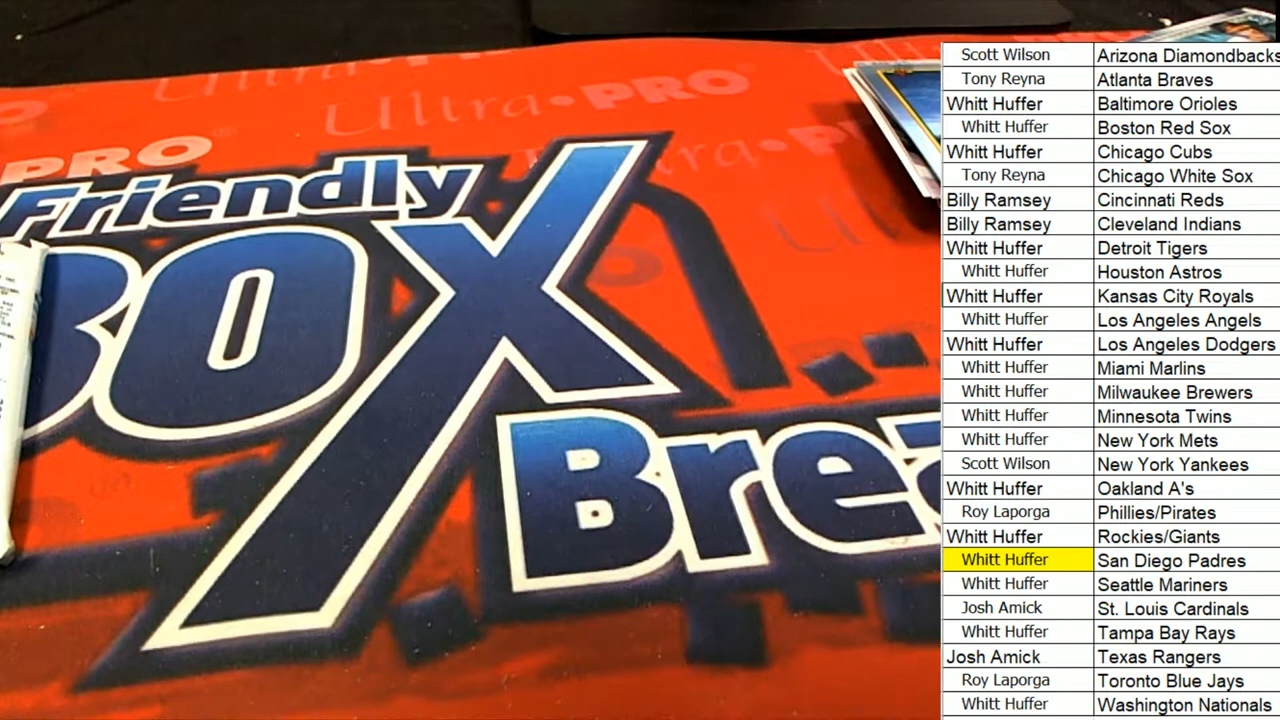 Ultra•PRO
Ultra•PRO
PRO
Ultra•P
Friendly
BOX
Brea
Scott Wilson Arizona Diamondbacks
Tony Reyna Atlanta Braves
Whitt Huffer Baltimore Orioles
Whitt Huffer Boston Red Sox
Whitt Huffer Chicago Cubs
Tony Reyna Chicago White Sox
Billy Ramsey Cincinnati Reds
Billy Ramsey Cleveland Indians
Whitt Huffer Detroit Tigers
Whitt Huffer Houston Astros
Whitt Huffer Kansas City Royals
Whitt Huffer Los Angeles Angels
Whitt Huffer Los Angeles Dodgers
Whitt Huffer Miami Marlins
Whitt Huffer Milwaukee Brewers
Whitt Huffer Minnesota Twins
Whitt Huffer New York Mets
Scott Wilson New York Yankees
Whitt Huffer Oakland A's
Roy Laporga Phillies/Pirates
Whitt Huffer Rockies/Giants
Whitt Huffer San Diego Padres
Whitt Huffer Seattle Mariners
Josh Amick St. Louis Cardinals
Whitt Huffer Tampa Bay Rays
Josh Amick Texas Rangers
Roy Laporga Toronto Blue Jays
Whitt Huffer Washington Nationals